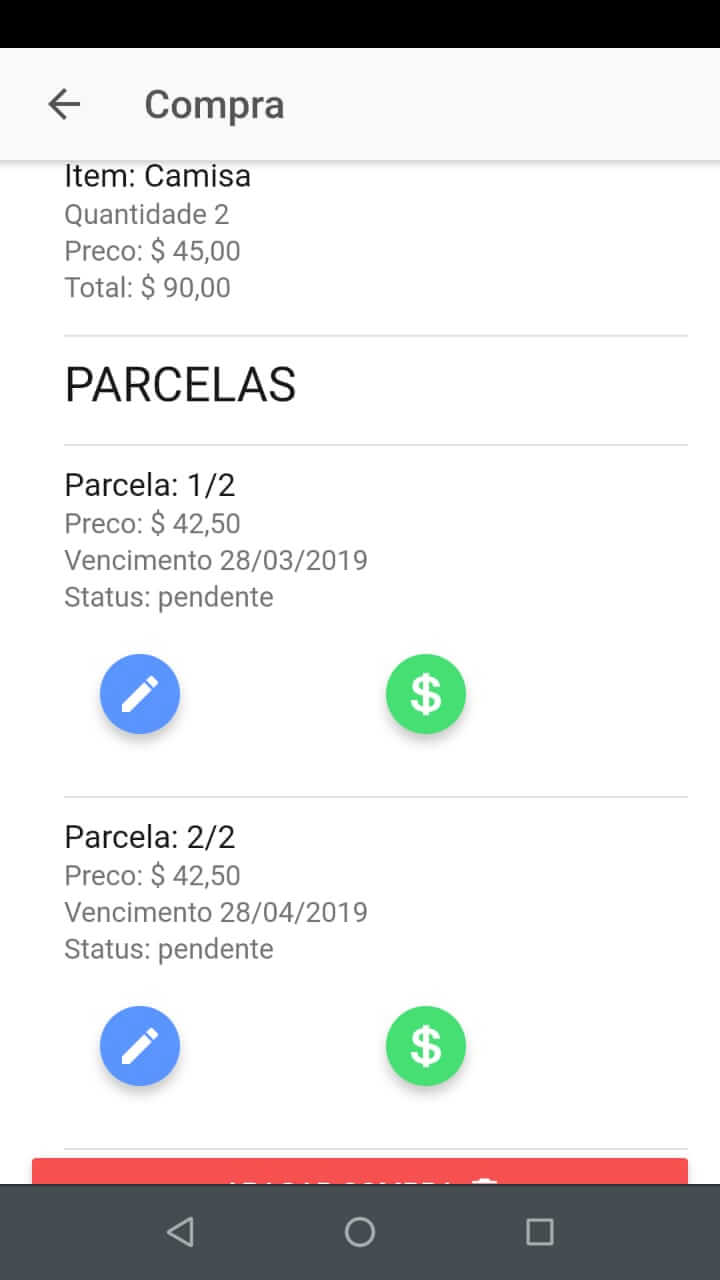 Compra
Item: Camisa
Quantidade 2
Preco: $ 45,00
Total: $ 90,00
PARCELAS
Parcela: 1/2
Preco: $ 42,50
Vencimento 28/03/2019
Status: pendente
$
Parcela: 2/2
Preco: $ 42,50
Vencimento 28/04/2019
Status: pendente
$